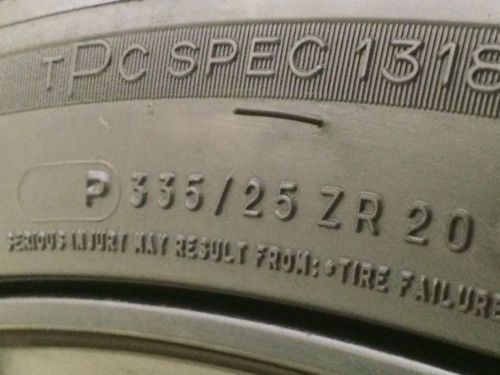 TPC SPEC 1318
P 335/25 ZR 20
SERIOUS INJURY MAY RESULT FROM: •TIRE FAILURE